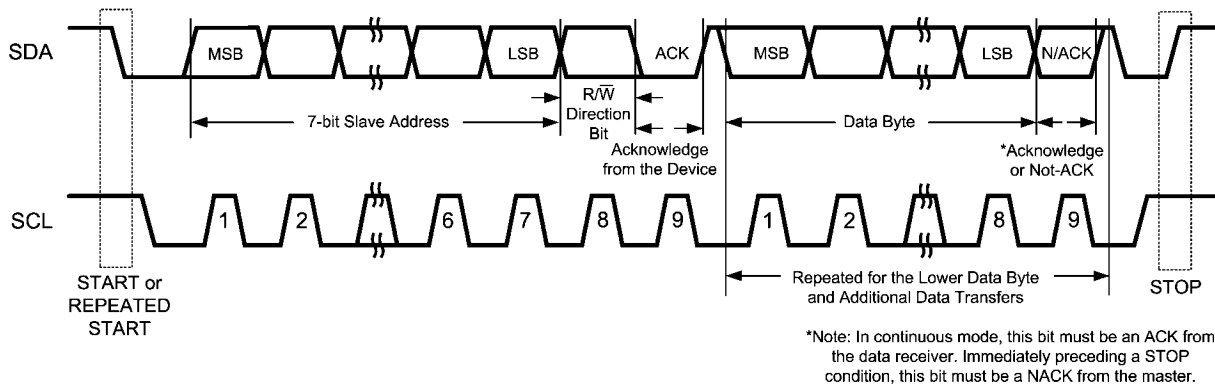 SDA
MSB
LSB
ACK
MSB
LSB
N/ACK
7-bit Slave Address
R/W̅
Direction
Bit
Acknowledge
from the Device
Data Byte
*Acknowledge
or Not-ACK
SCL
1
2
6
7
8
9
1
2
8
9
START or
REPEATED
START
Repeated for the Lower Data Byte
and Additional Data Transfers
STOP
*Note: In continuous mode, this bit must be an ACK from
the data receiver. Immediately preceding a STOP
condition, this bit must be a NACK from the master.